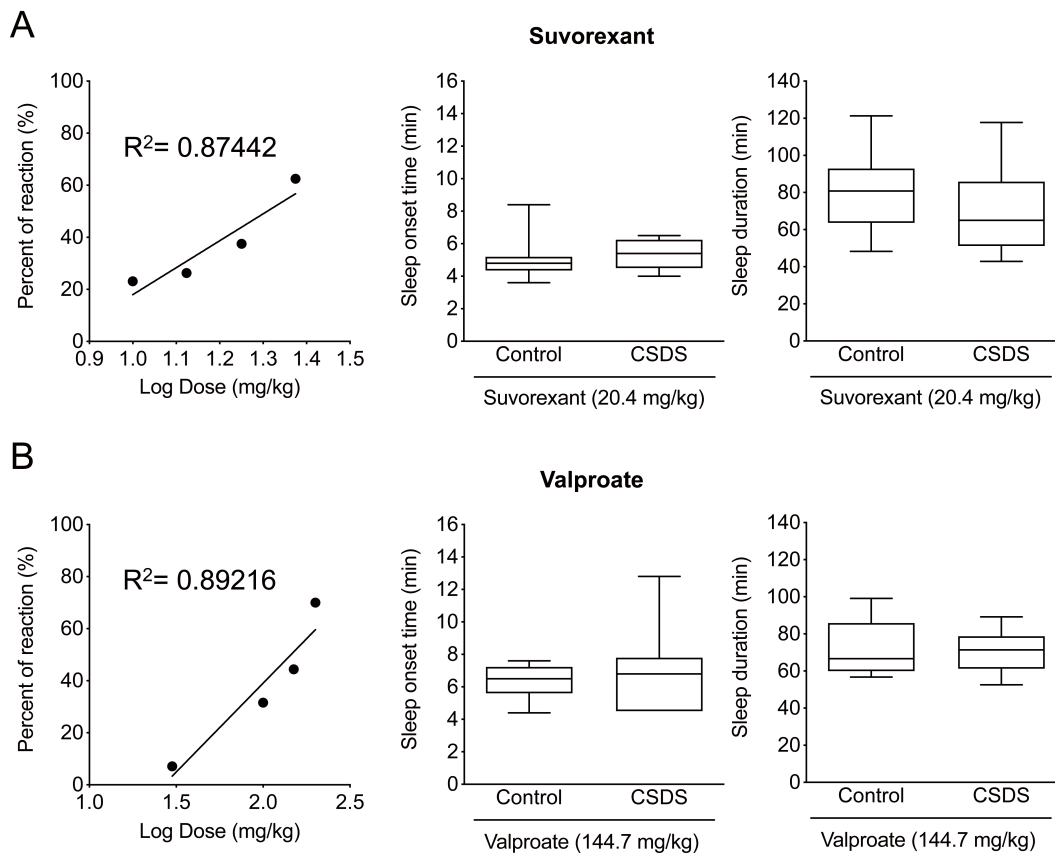 A
Suvorexant
Percent of reaction (%)
100
80
60
40
20
0
R²= 0.87442
0.9 1.0 1.1 1.2 1.3 1.4 1.5
Log Dose (mg/kg)
Sleep onset time (min)
16
14
12
10
8
6
4
2
0
Control CSDS
Suvorexant (20.4 mg/kg)
Sleep duration (min)
140
120
100
80
60
40
20
0
Control CSDS
Suvorexant (20.4 mg/kg)
B
Valproate
Percent of reaction (%)
100
80
60
40
20
0
R²= 0.89216
1.0 1.5 2.0 2.5
Log Dose (mg/kg)
Sleep onset time (min)
16
14
12
10
8
6
4
2
0
Control CSDS
Valproate (144.7 mg/kg)
Sleep duration (min)
140
120
100
80
60
40
20
0
Control CSDS
Valproate (144.7 mg/kg)